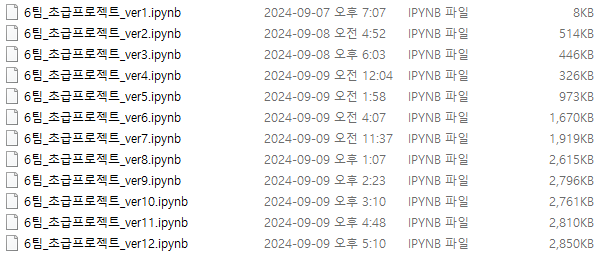 6팀_초급프로젝트_ver1.ipynb 2024-09-07 오후 7:07 IPYNB 파일 8KB
6팀_초급프로젝트_ver2.ipynb 2024-09-08 오전 4:52 IPYNB 파일 514KB
6팀_초급프로젝트_ver3.ipynb 2024-09-08 오후 6:03 IPYNB 파일 446KB
6팀_초급프로젝트_ver4.ipynb 2024-09-09 오전 12:04 IPYNB 파일 326KB
6팀_초급프로젝트_ver5.ipynb 2024-09-09 오전 1:58 IPYNB 파일 973KB
6팀_초급프로젝트_ver6.ipynb 2024-09-09 오전 4:07 IPYNB 파일 1,670KB
6팀_초급프로젝트_ver7.ipynb 2024-09-09 오전 11:37 IPYNB 파일 1,919KB
6팀_초급프로젝트_ver8.ipynb 2024-09-09 오후 1:07 IPYNB 파일 2,615KB
6팀_초급프로젝트_ver9.ipynb 2024-09-09 오후 2:23 IPYNB 파일 2,796KB
6팀_초급프로젝트_ver10.ipynb 2024-09-09 오후 3:10 IPYNB 파일 2,761KB
6팀_초급프로젝트_ver11.ipynb 2024-09-09 오후 4:48 IPYNB 파일 2,810KB
6팀_초급프로젝트_ver12.ipynb 2024-09-09 오후 5:10 IPYNB 파일 2,850KB